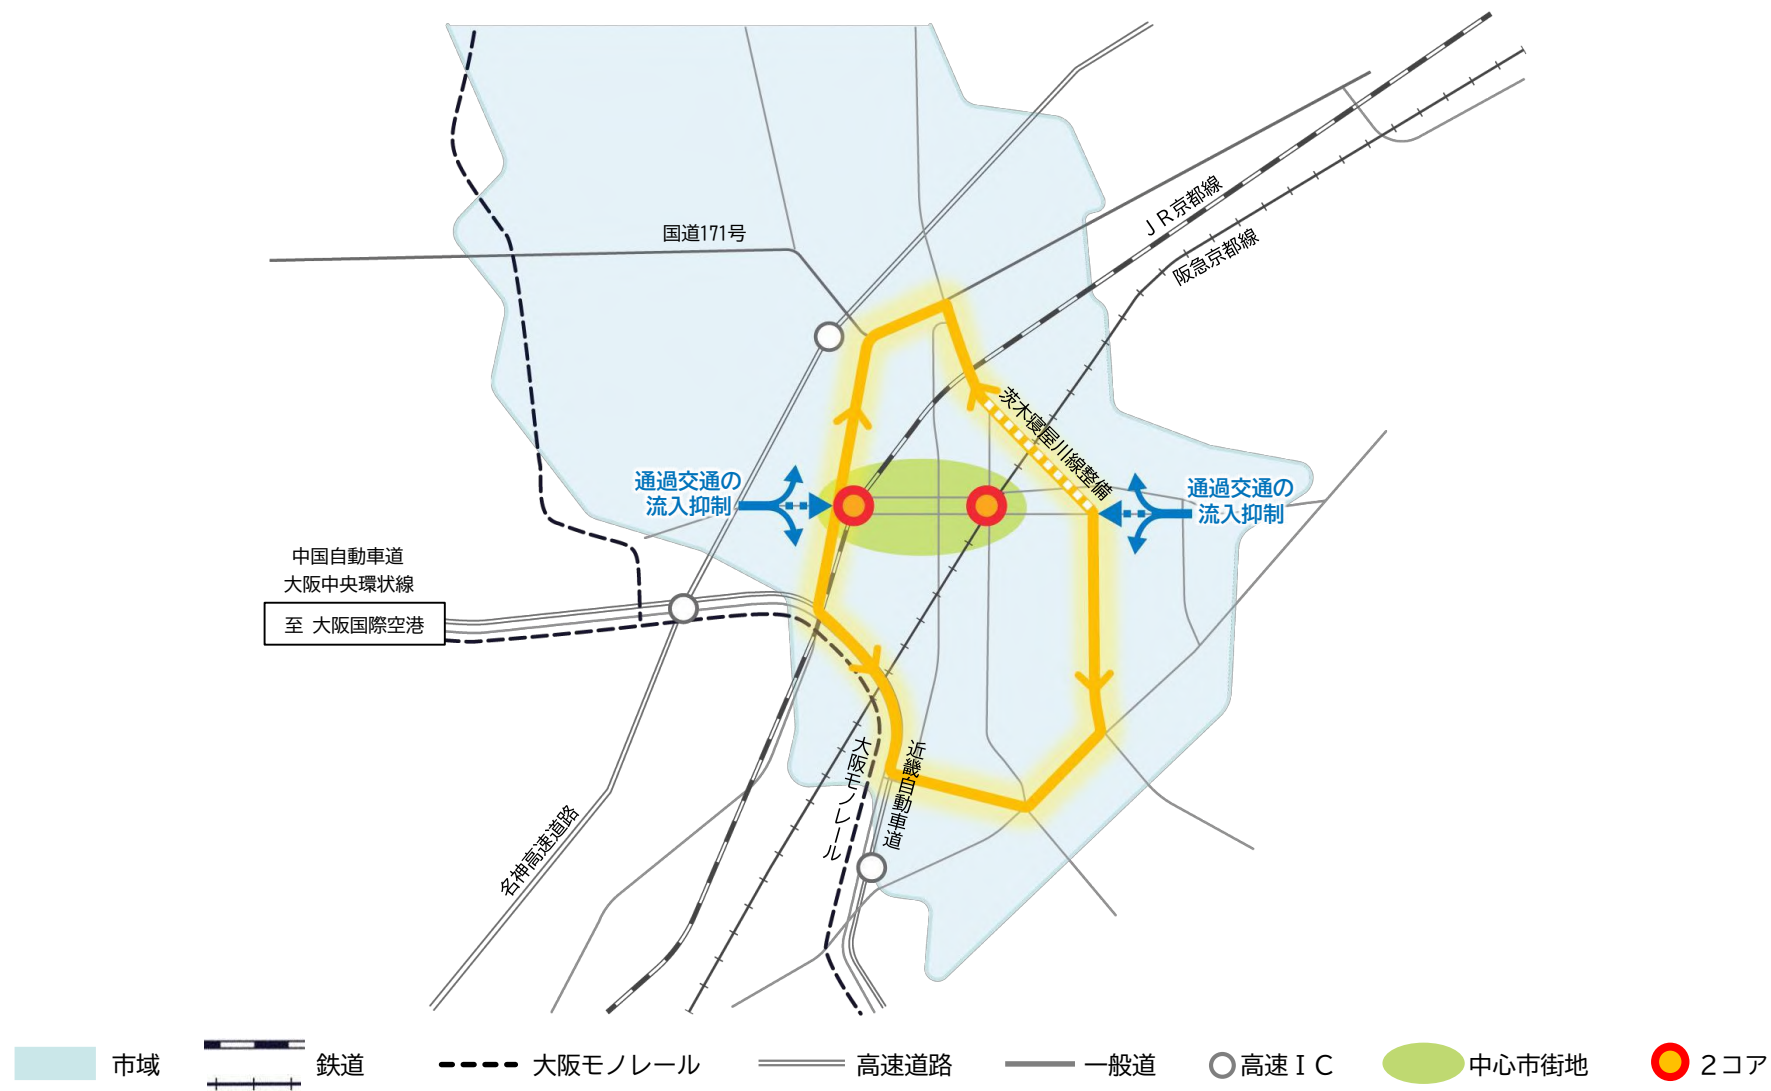 国道171号
ＪＲ京都線
阪急京都線
茨木寝屋川線整備
通過交通の
流入抑制
通過交通の
流入抑制
中国自動車道
大阪中央環状線
至 大阪国際空港
大阪モノレール
近畿自動車道
名神高速道路
市域
鉄道
大阪モノレール
高速道路
一般道
高速ＩＣ
中心市街地
２コア